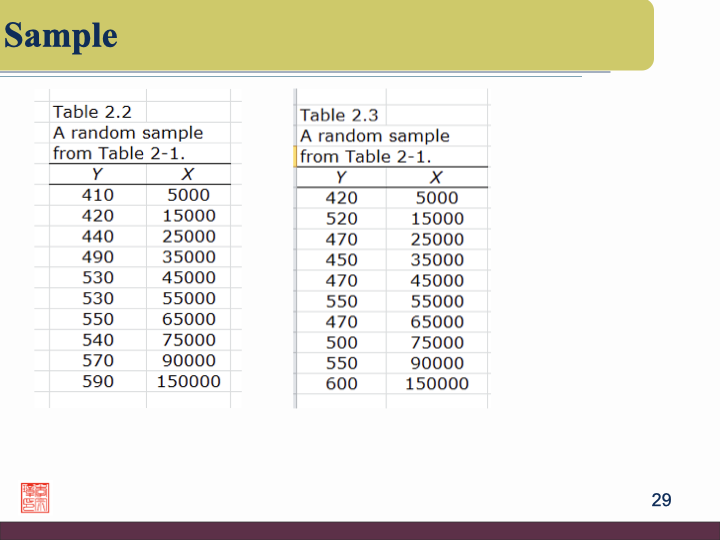 Sample
Table 2.2
A random sample
from Table 2-1.
Y X
410 5000
420 15000
440 25000
490 35000
530 45000
530 55000
550 65000
540 75000
570 90000
590 150000
Table 2.3
A random sample
from Table 2-1.
Y X
420 5000
520 15000
470 25000
450 35000
470 45000
550 55000
470 65000
500 75000
550 90000
600 150000
29